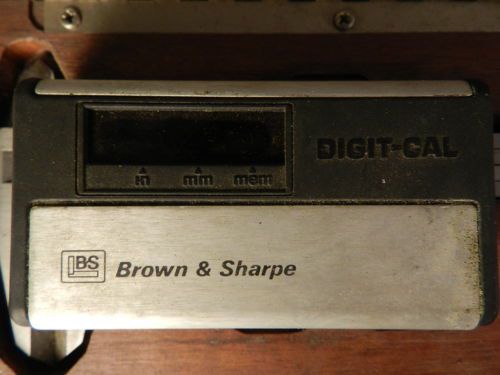 DIGIT-CAL
in mm mem
BS Brown & Sharpe